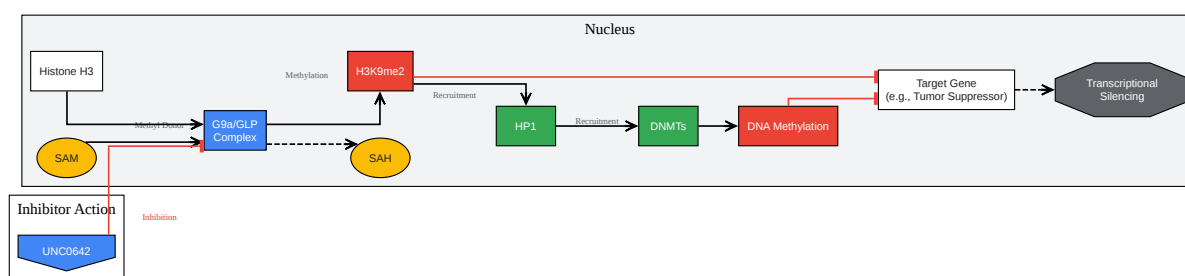 Nucleus
Histone H3
Methylation
H3K9me2
Target Gene
(e.g., Tumor Suppressor)
Transcriptional
Silencing
Recruitment
Methyl Donor
G9a/GLP
Complex
HP1
Recruitment
DNMTs
DNA Methylation
SAM
SAH
Inhibitor Action
Inhibition
UNC0642